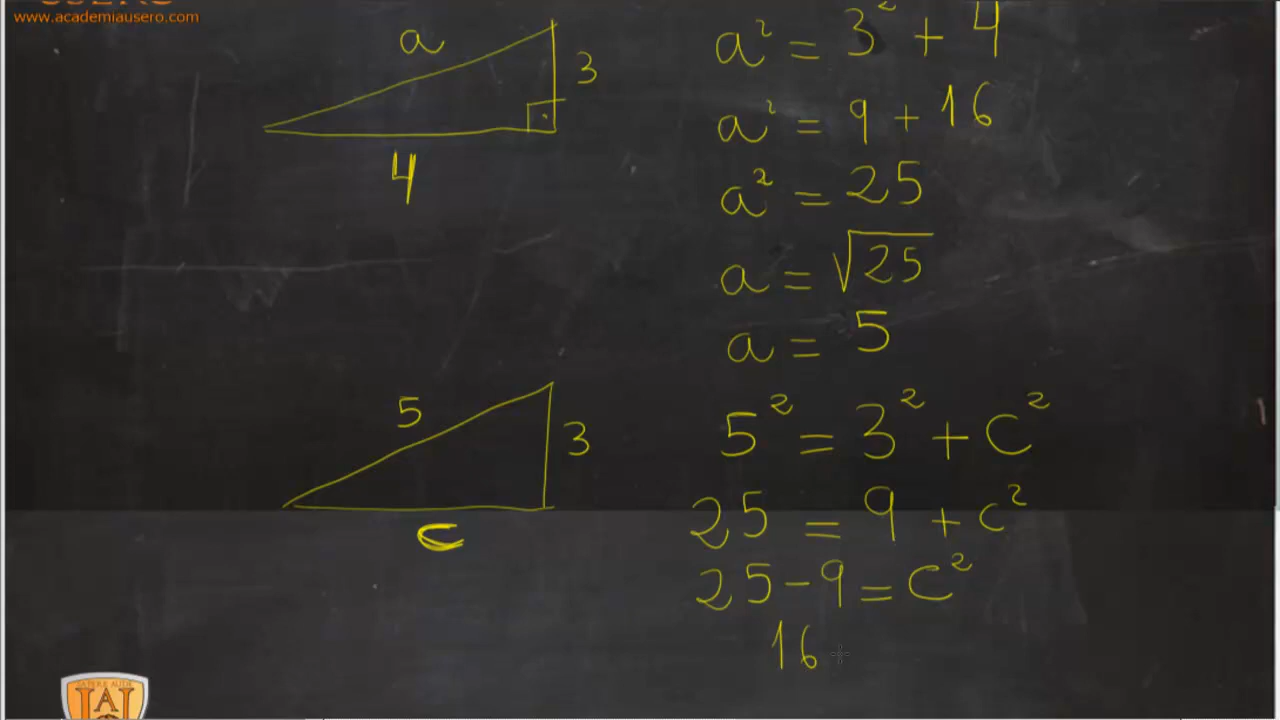 www.academiausero.com
a
3
4
a² = 3² + 4
a² = 9 + 16
a² = 25
a = √25
a = 5
5
3
c
5² = 3² + c²
25 = 9 + c²
25 - 9 = c²
16